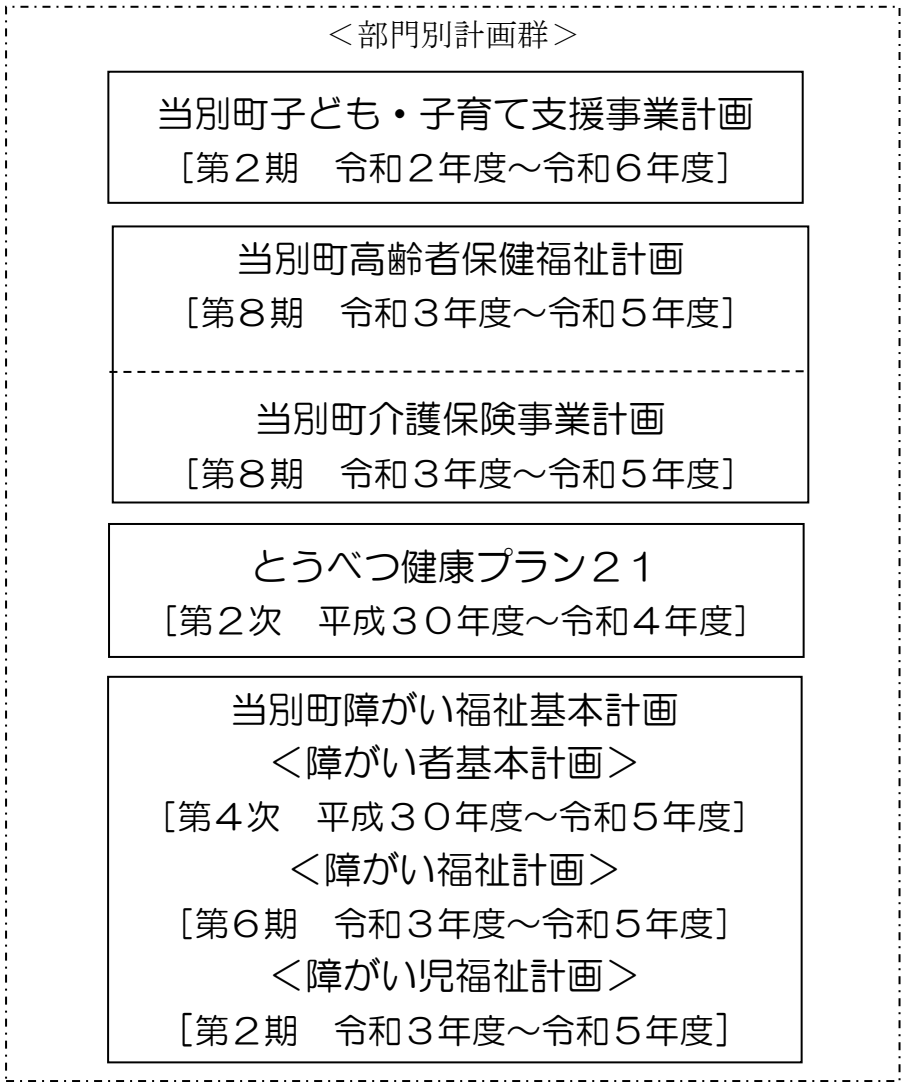 ＜部門別計画群＞
当別町子ども・子育て支援事業計画
［第２期　令和２年度～令和６年度］
当別町高齢者保健福祉計画
［第８期　令和３年度～令和５年度］
当別町介護保険事業計画
［第８期　令和３年度～令和５年度］
とうべつ健康プラン２１
［第２次　平成３０年度～令和４年度］
当別町障がい福祉基本計画
＜障がい者基本計画＞
［第４次　平成３０年度～令和５年度］
＜障がい福祉計画＞
［第６期　令和３年度～令和５年度］
＜障がい児福祉計画＞
［第２期　令和３年度～令和５年度］